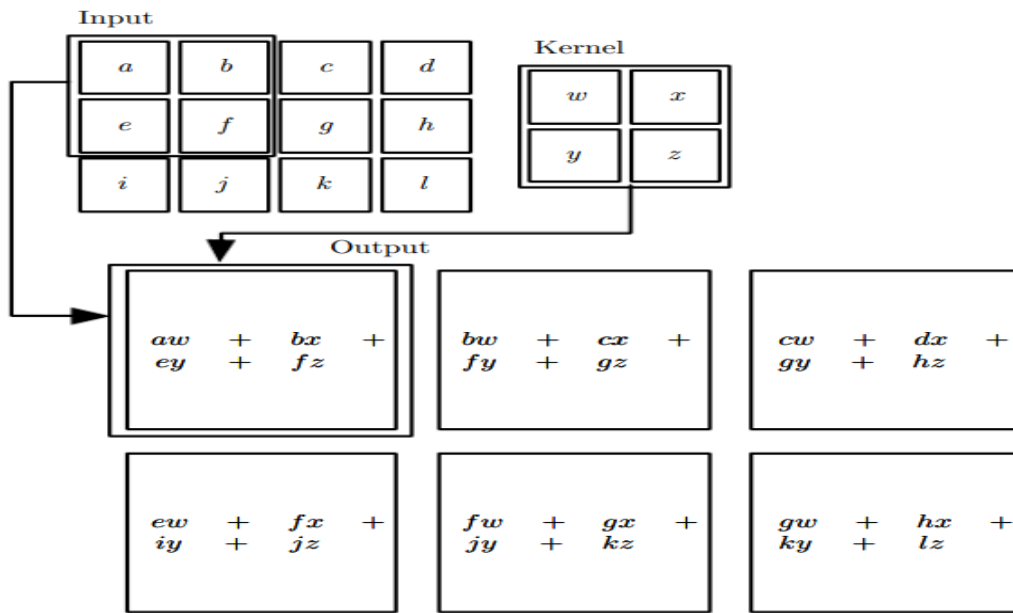 Input
Kernel
a b c d
w x
e f g h
y z
i j k l
Output
aw + bx +
ey + fz
bw + cx +
fy + gz
cw + dx +
gy + hz
ew + fx +
iy + jz
fw + gx +
jy + kz
gw + hx +
ky + lz